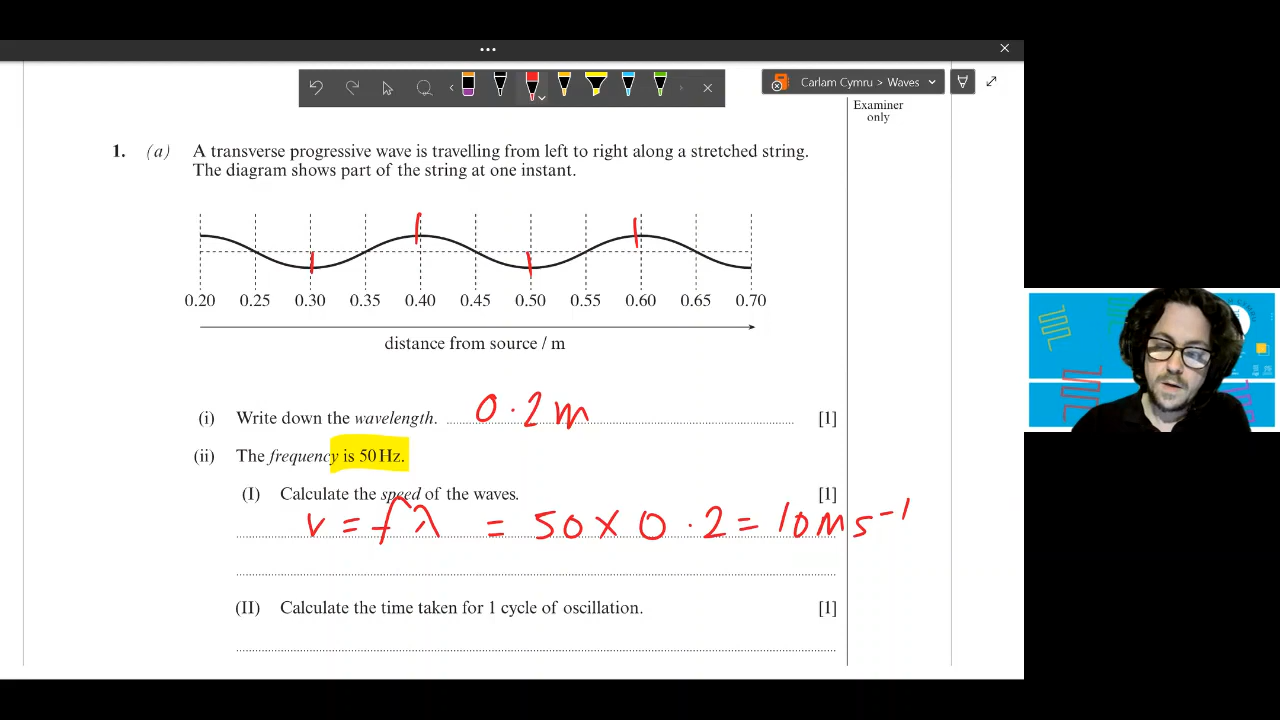 Carlam Cymru > Waves
Examiner
only
1. (a) A transverse progressive wave is travelling from left to right along a stretched string.
The diagram shows part of the string at one instant.
0.20 0.25 0.30 0.35 0.40 0.45 0.50 0.55 0.60 0.65 0.70
distance from source / m
(i) Write down the wavelength. 0.2 m [1]
(ii) The frequency is 50 Hz.
(I) Calculate the speed of the waves. [1]
v = fλ = 50 × 0.2 = 10 ms⁻¹
(II) Calculate the time taken for 1 cycle of oscillation. [1]